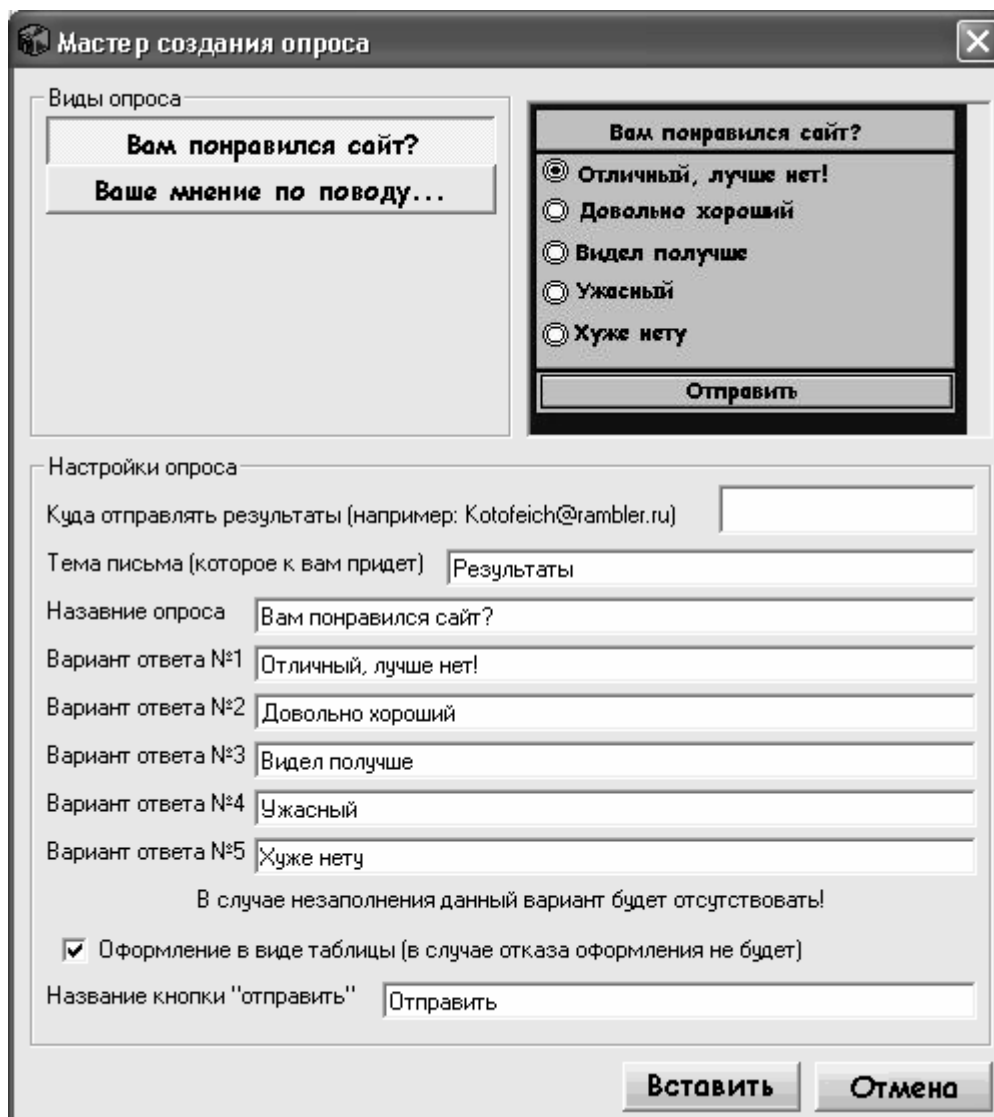 Мастер создания опроса
Виды опроса
Вам понравился сайт?
Ваше мнение по поводу...
Вам понравился сайт?
Отличный, лучше нет!
Довольно хороший
Видел получше
Ужасный
Хуже нету
Отправить
Настройки опроса
Куда отправлять результаты (например: Kotofeich@rambler.ru)
Тема письма (которое к вам придет) Результаты
Назавние опроса Вам понравился сайт?
Вариант ответа №1 Отличный, лучше нет!
Вариант ответа №2 Довольно хороший
Вариант ответа №3 Видел получше
Вариант ответа №4 Ужасный
Вариант ответа №5 Хуже нету
В случае незаполнения данный вариант будет отсутствовать!
Оформление в виде таблицы (в случае отказа оформления не будет)
Название кнопки "отправить" Отправить
Вставить Отмена